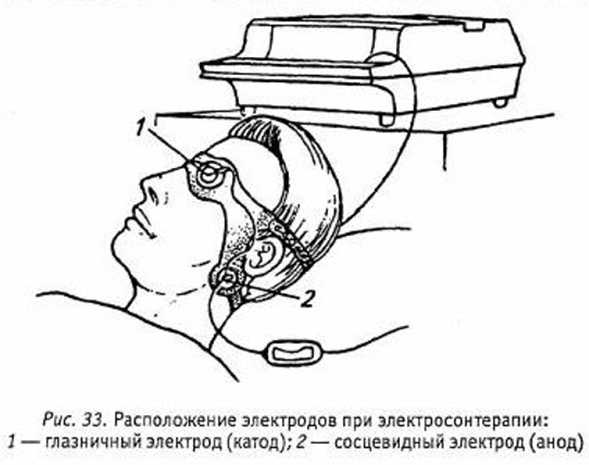 1
2
Рис. 33. Расположение электродов при электросонтерапии:
1 — глазничный электрод (катод); 2 — сосцевидный электрод (анод)